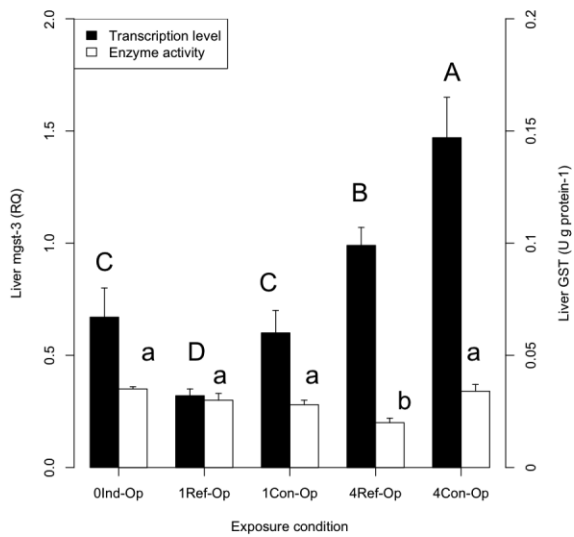 2.0
1.5
1.0
0.5
0.0
Liver mgst-3 (RQ)
Transcription level
Enzyme activity
C
a
D
a
C
a
B
b
A
a
0.2
0.15
0.1
0.05
0
Liver GST (U g protein-1)
0Ind-Op 1Ref-Op 1Con-Op 4Ref-Op 4Con-Op
Exposure condition